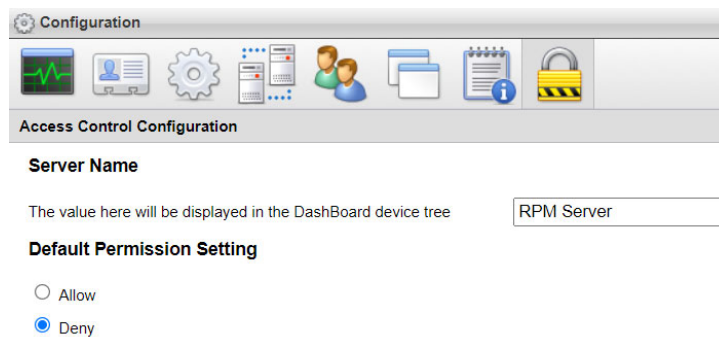 Configuration
Access Control Configuration
Server Name
The value here will be displayed in the DashBoard device tree
RPM Server
Default Permission Setting
Allow
Deny